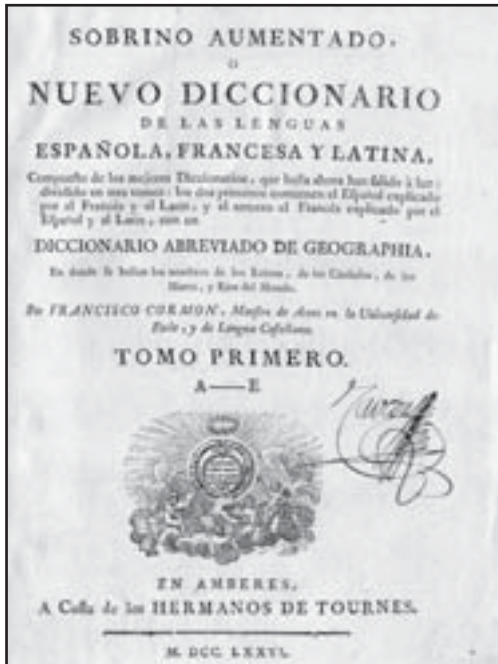 SOBRINO AUMENTADO,
O
NUEVO DICCIONARIO
DE LAS LENGUAS
ESPAÑOLA, FRANCESA Y LATINA,
Compuesto de los mejores Diccionarios, que hasta ahora han salido à luz:
dividido en tres tomos: los dos primeros contienen el Español explicado
por el Francés y el Latin, y el tercero el Francés explicado por el
Español y el Latin, con un
DICCIONARIO ABREVIADO DE GEOGRAPHIA,
En donde se hallan los nombres de los Reinos, de las Ciudades, de los
Mares, y Rios del Mundo.
Por FRANCISCO CORMON, Maestro de Artes en la Universidad de
Paris, y de Lengua Castellana.
TOMO PRIMERO.
A——E
EN AMBERES,
A Costa de los HERMANOS DE TOURNES.
M. DCC. LXXVI.